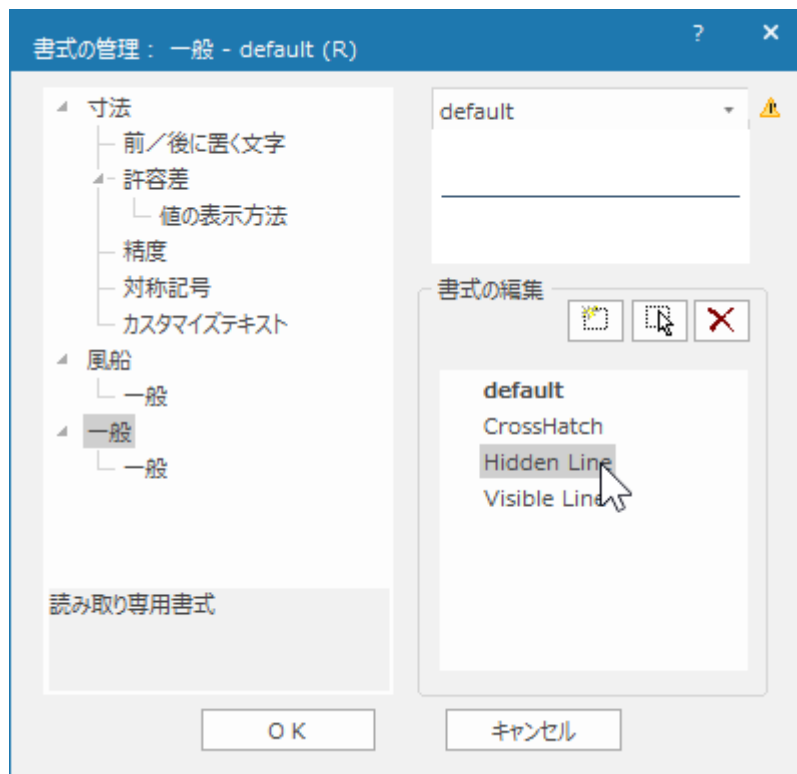 書式の管理： 一般 - default (R)
?
×
寸法
前／後に置く文字
許容差
値の表示方法
精度
対称記号
カスタマイズテキスト
風船
一般
一般
一般
読み取り専用書式
default
書式の編集
default
CrossHatch
Hidden Line
Visible Line
OK
キャンセル